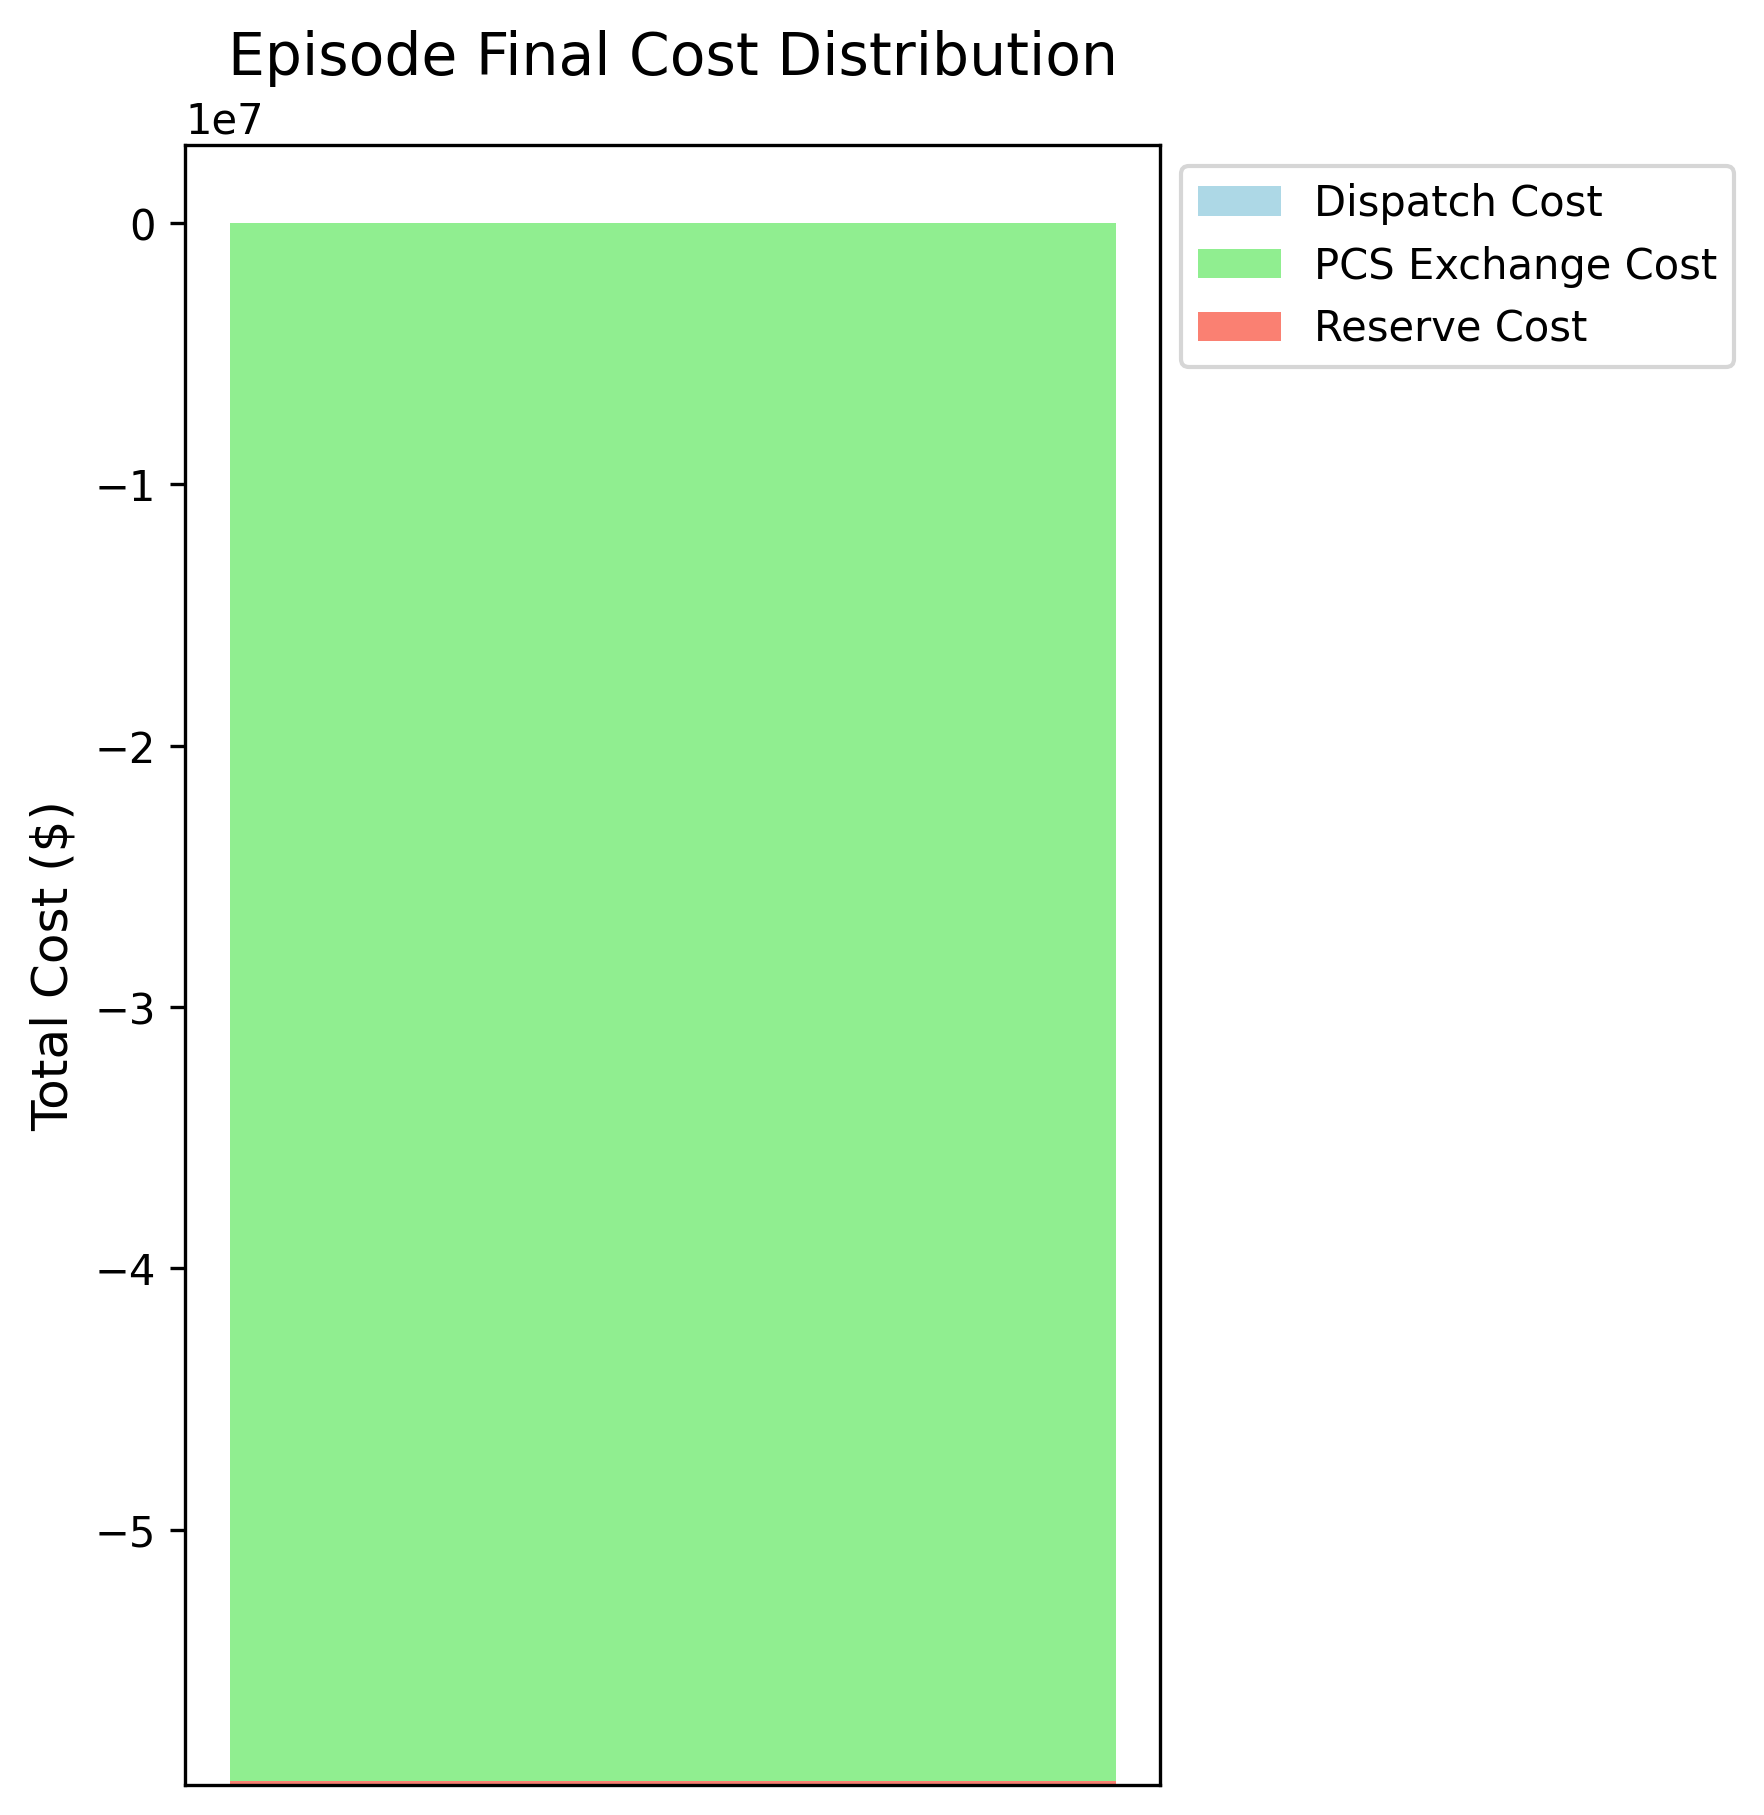 Episode Final Cost Distribution
1e7
0
−1
−2
−3
−4
−5
Total Cost ($)
Dispatch Cost
PCS Exchange Cost
Reserve Cost